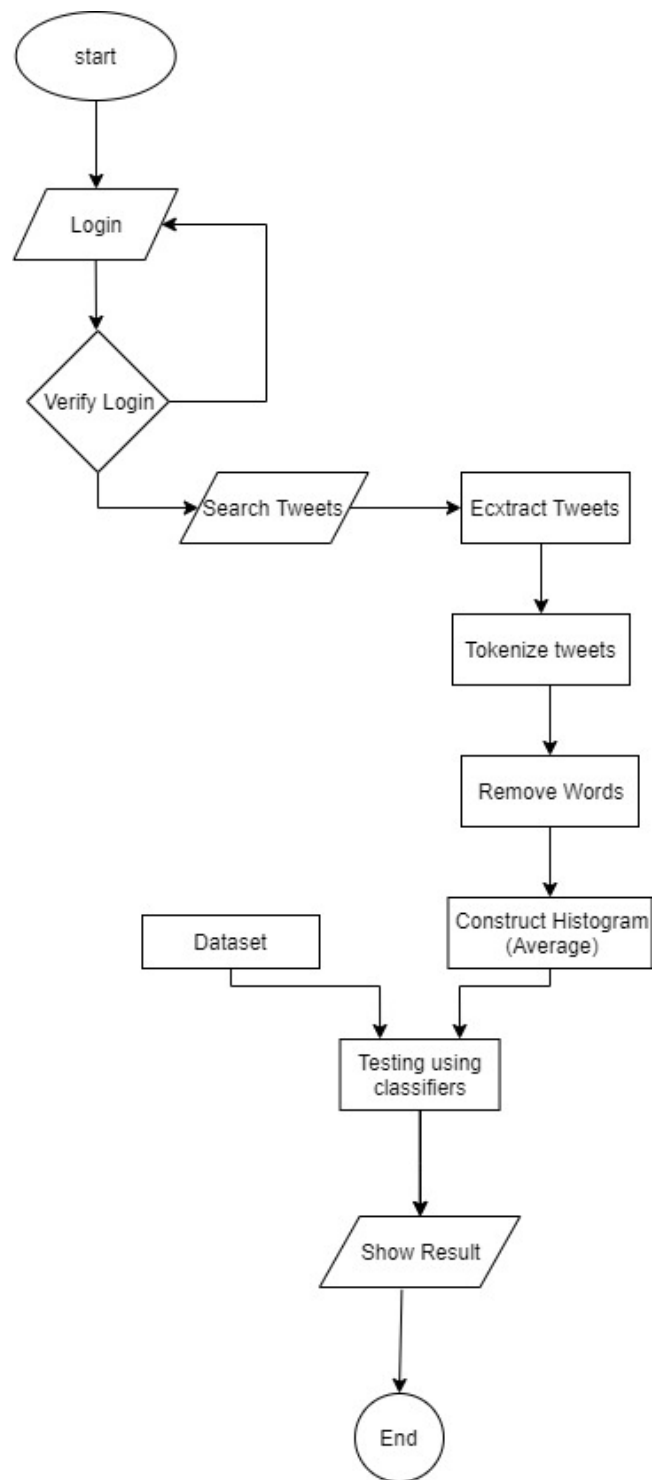 start
Login
Verify Login
Search Tweets
Ecxtract Tweets
Tokenize tweets
Remove Words
Construct Histogram
(Average)
Dataset
Testing using
classifiers
Show Result
End